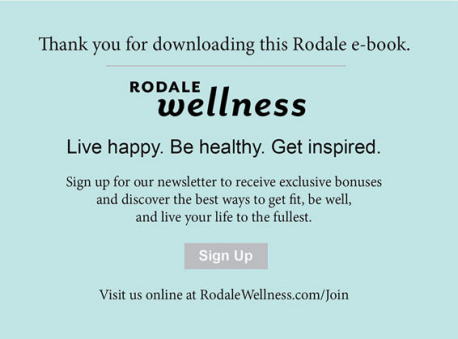 Thank you for downloading this Rodale e-book.
RODALE
wellness
Live happy. Be healthy. Get inspired.
Sign up for our newsletter to receive exclusive bonuses
and discover the best ways to get fit, be well,
and live your life to the fullest.
Sign Up
Visit us online at RodaleWellness.com/Join